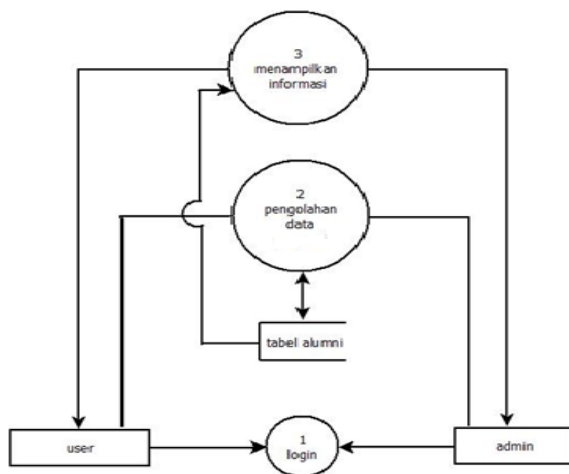 3
menampilkan
informasi
2
pengolahan
data
tabel alumni
user
1
login
admin